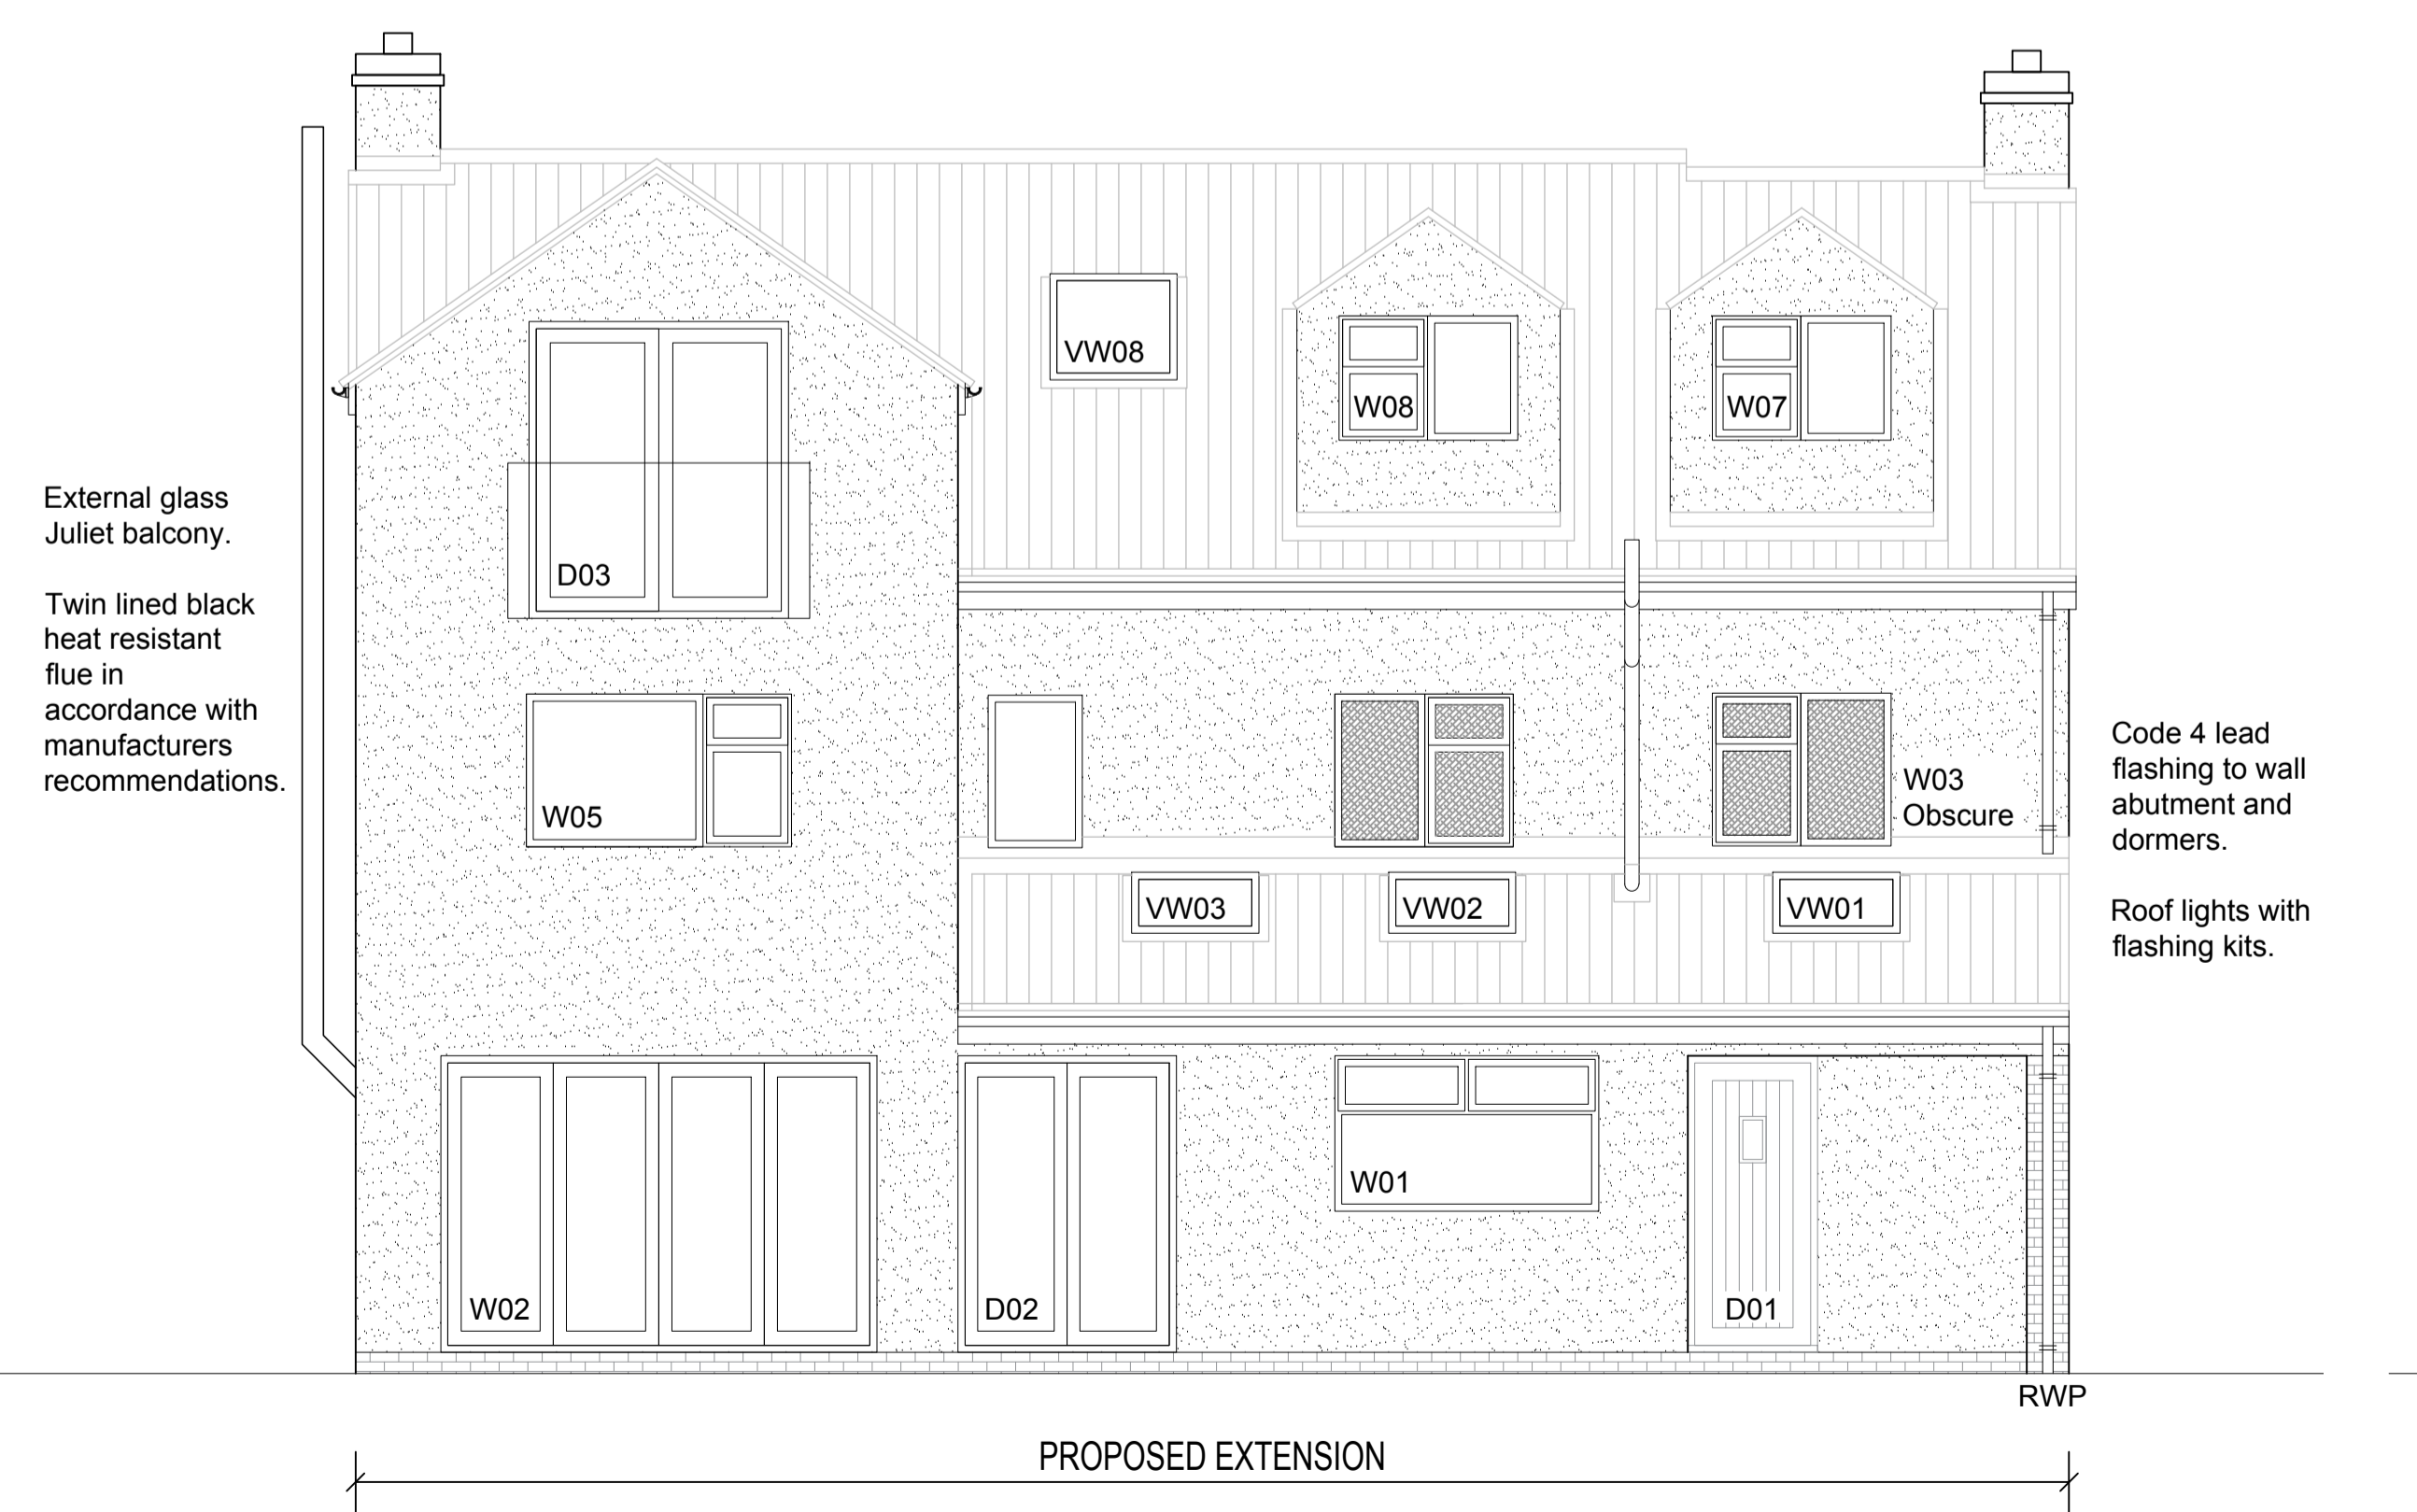 VW08
W08
W07
External glass
Juliet balcony.
Twin lined black
heat resistant
flue in
accordance with
manufacturers
recommendations.
D03
W05
W03
Obscure
Code 4 lead
flashing to wall
abutment and
dormers.
Roof lights with
flashing kits.
VW03
VW02
VW01
W01
W02
D02
D01
RWP
PROPOSED EXTENSION